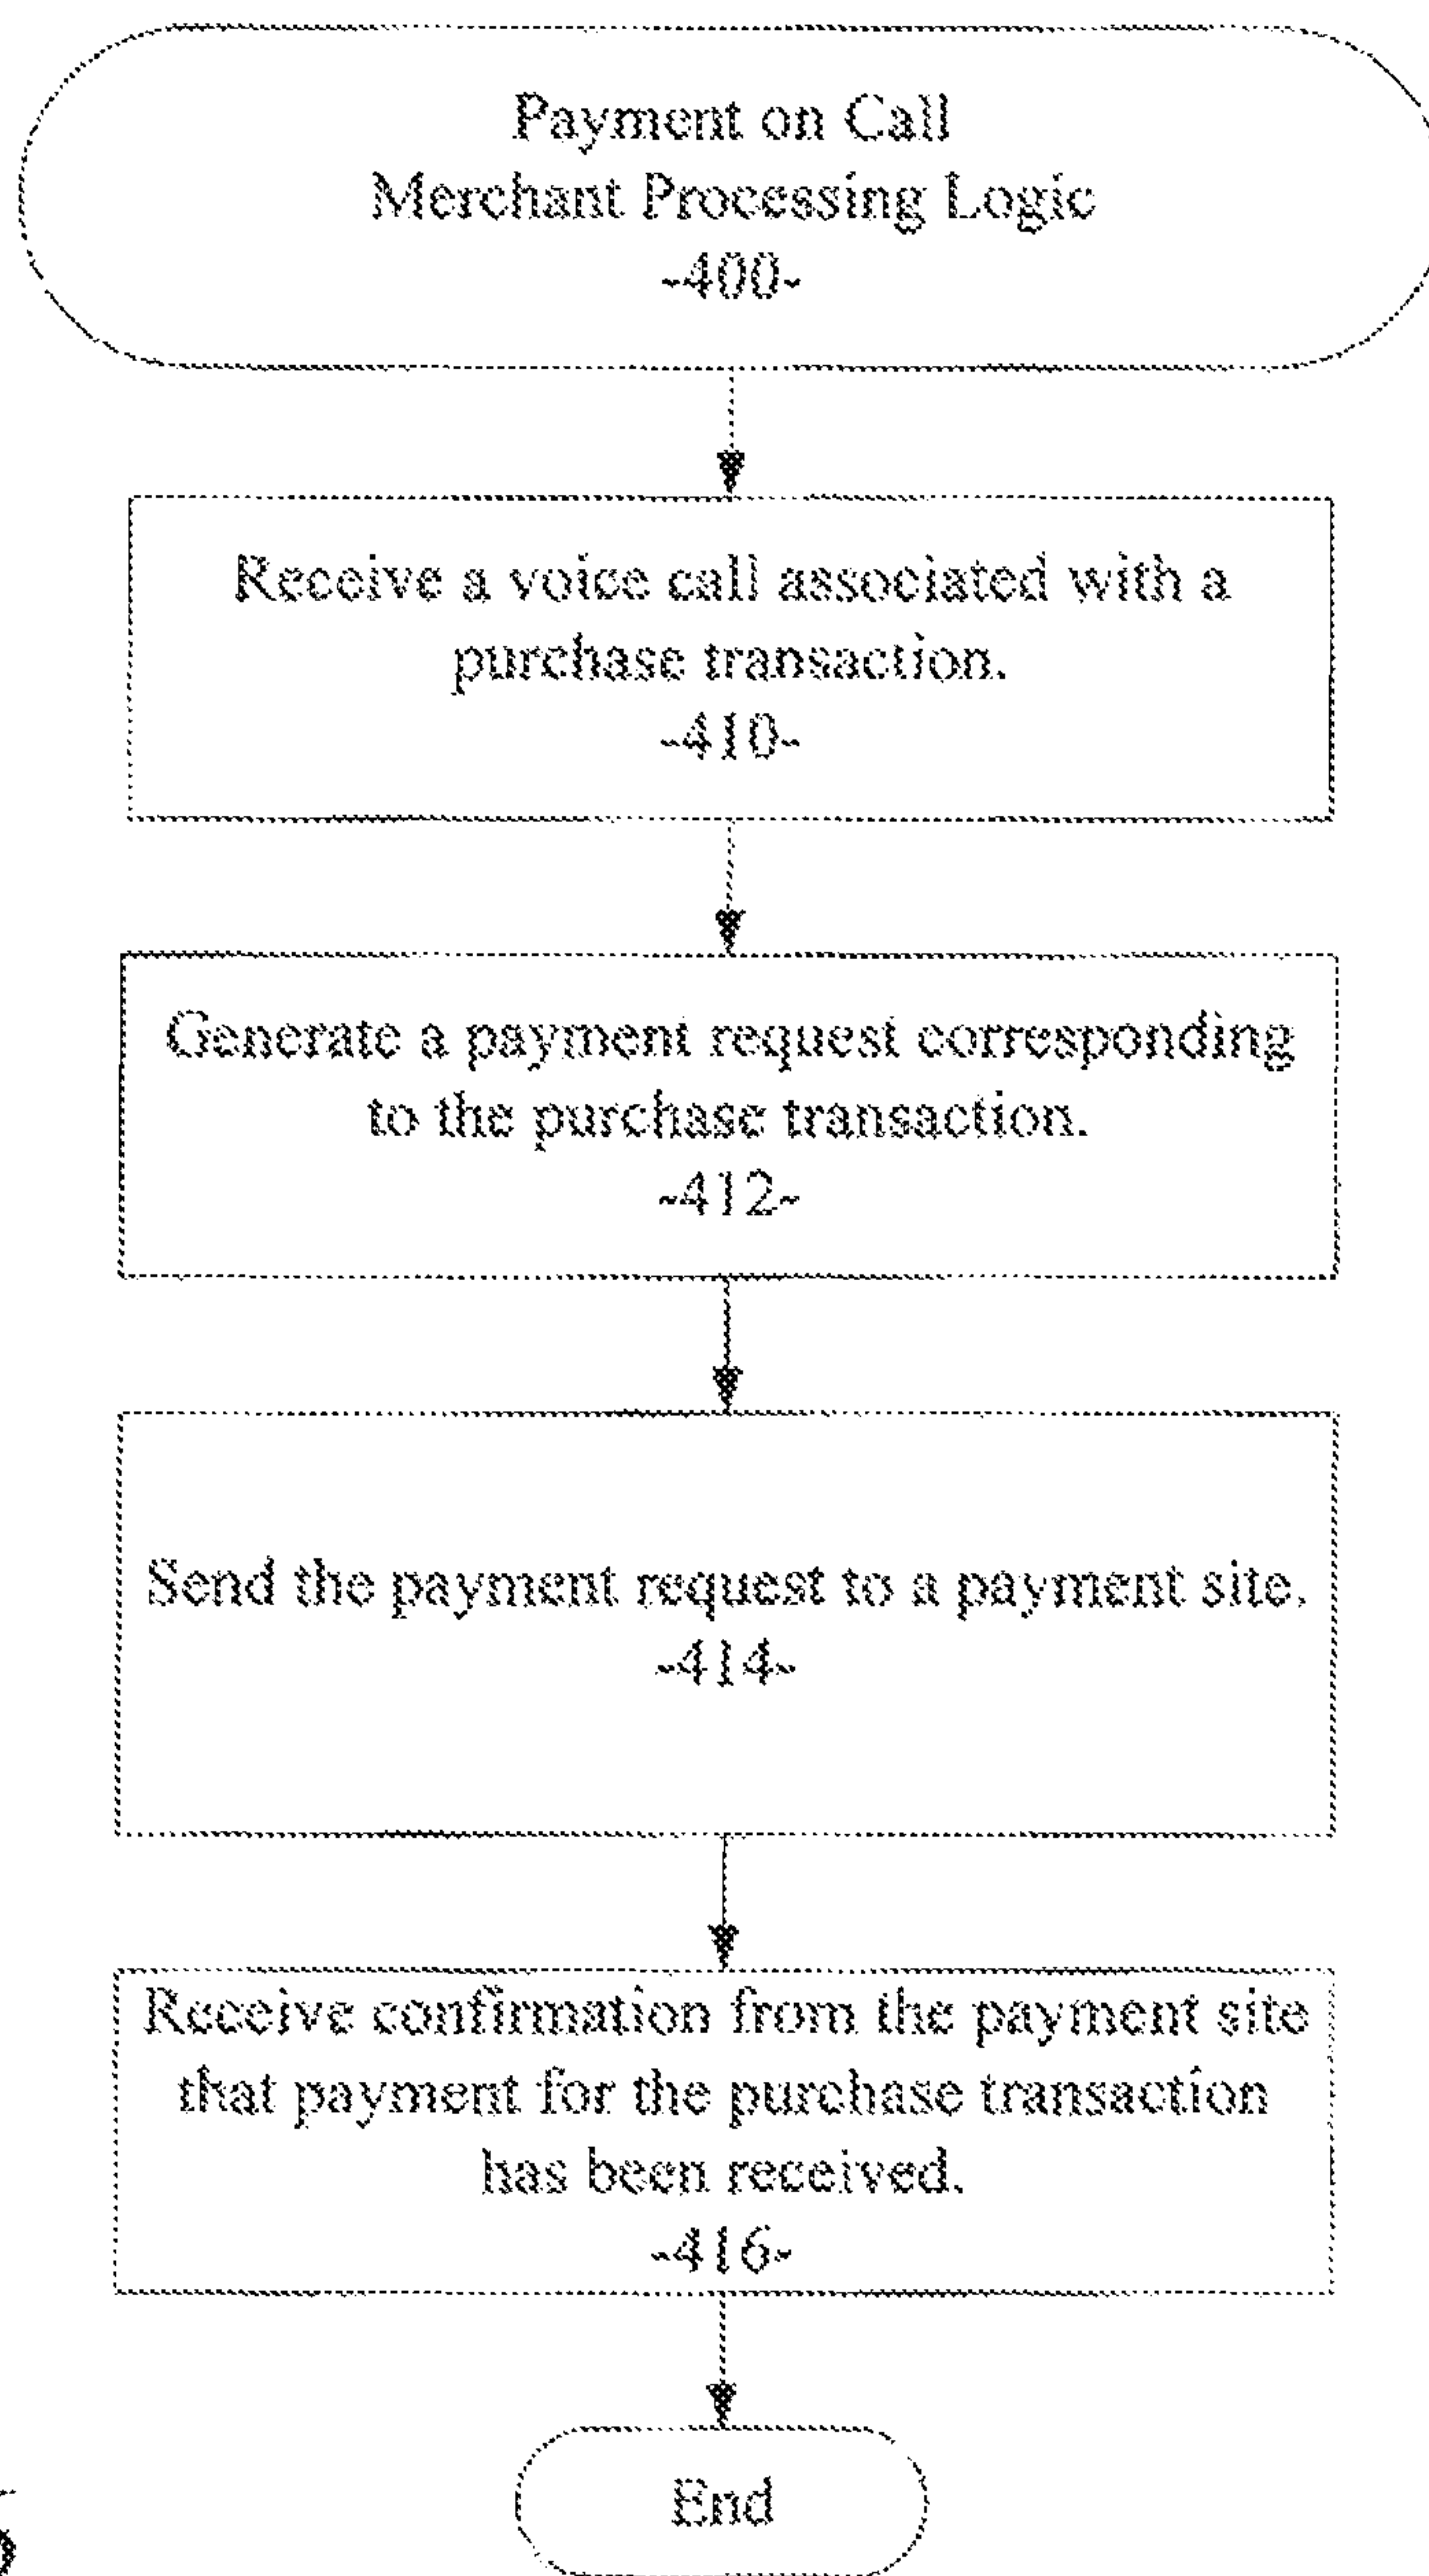 Payment on Call
Merchant Processing Logic
-400-
Receive a voice call associated with a
purchase transaction.
-410-
Generate a payment request corresponding
to the purchase transaction.
-412-
Send the payment request to a payment site.
-414-
Receive confirmation from the payment site
that payment for the purchase transaction
has been received.
-416-
End